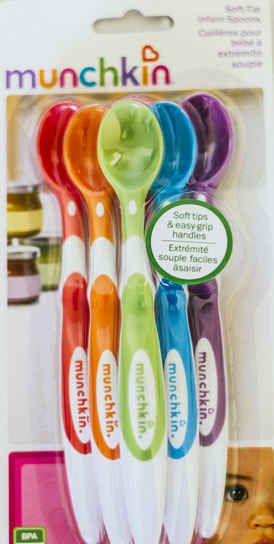 Soft Tip
Infant Spoons
Cuillères pour
bébé à
extrémité
souple
munchkin
Soft tips
& easy-grip
handles
Extrémité
souple faciles
àsaisir
munchkin.
munchkin.
munchkin.
munchkin.
munchkin.
BPA